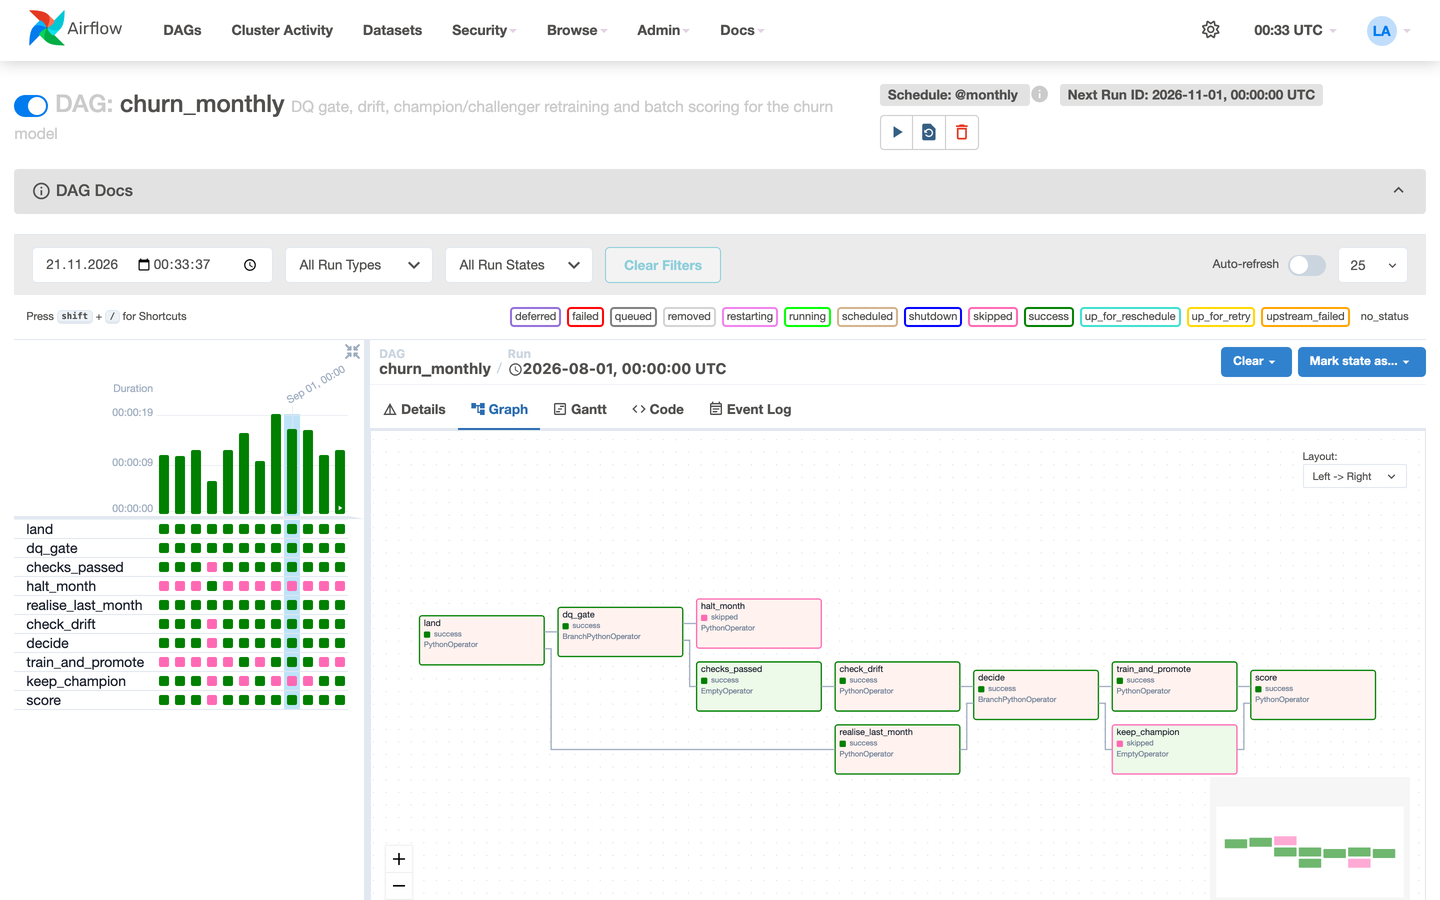 Airflow
DAGs
Cluster Activity
Datasets
Security
Browse
Admin
Docs
00:33 UTC
LA
DAG: churn_monthly DQ gate, drift, champion/challenger retraining and batch scoring for the churn
model
Schedule: @monthly
Next Run ID: 2026-11-01, 00:00:00 UTC
DAG Docs
21.11.2026
00:33:37
All Run Types
All Run States
Clear Filters
Auto-refresh
25
Press shift + / for Shortcuts
deferred
failed
queued
removed
restarting
running
scheduled
shutdown
skipped
success
up_for_reschedule
up_for_retry
upstream_failed
no_status
Duration
Sep 01, 00:00
00:00:19
00:00:09
00:00:00
land
dq_gate
checks_passed
halt_month
realise_last_month
check_drift
decide
train_and_promote
keep_champion
score
DAG
churn_monthly
/
Run
2026-08-01, 00:00:00 UTC
Clear
Mark state as...
Details
Graph
Gantt
Code
Event Log
Layout:
Left -> Right
land
success
PythonOperator
dq_gate
success
BranchPythonOperator
halt_month
skipped
PythonOperator
checks_passed
success
EmptyOperator
check_drift
success
PythonOperator
realise_last_month
success
PythonOperator
decide
success
BranchPythonOperator
train_and_promote
success
PythonOperator
keep_champion
skipped
EmptyOperator
score
success
PythonOperator